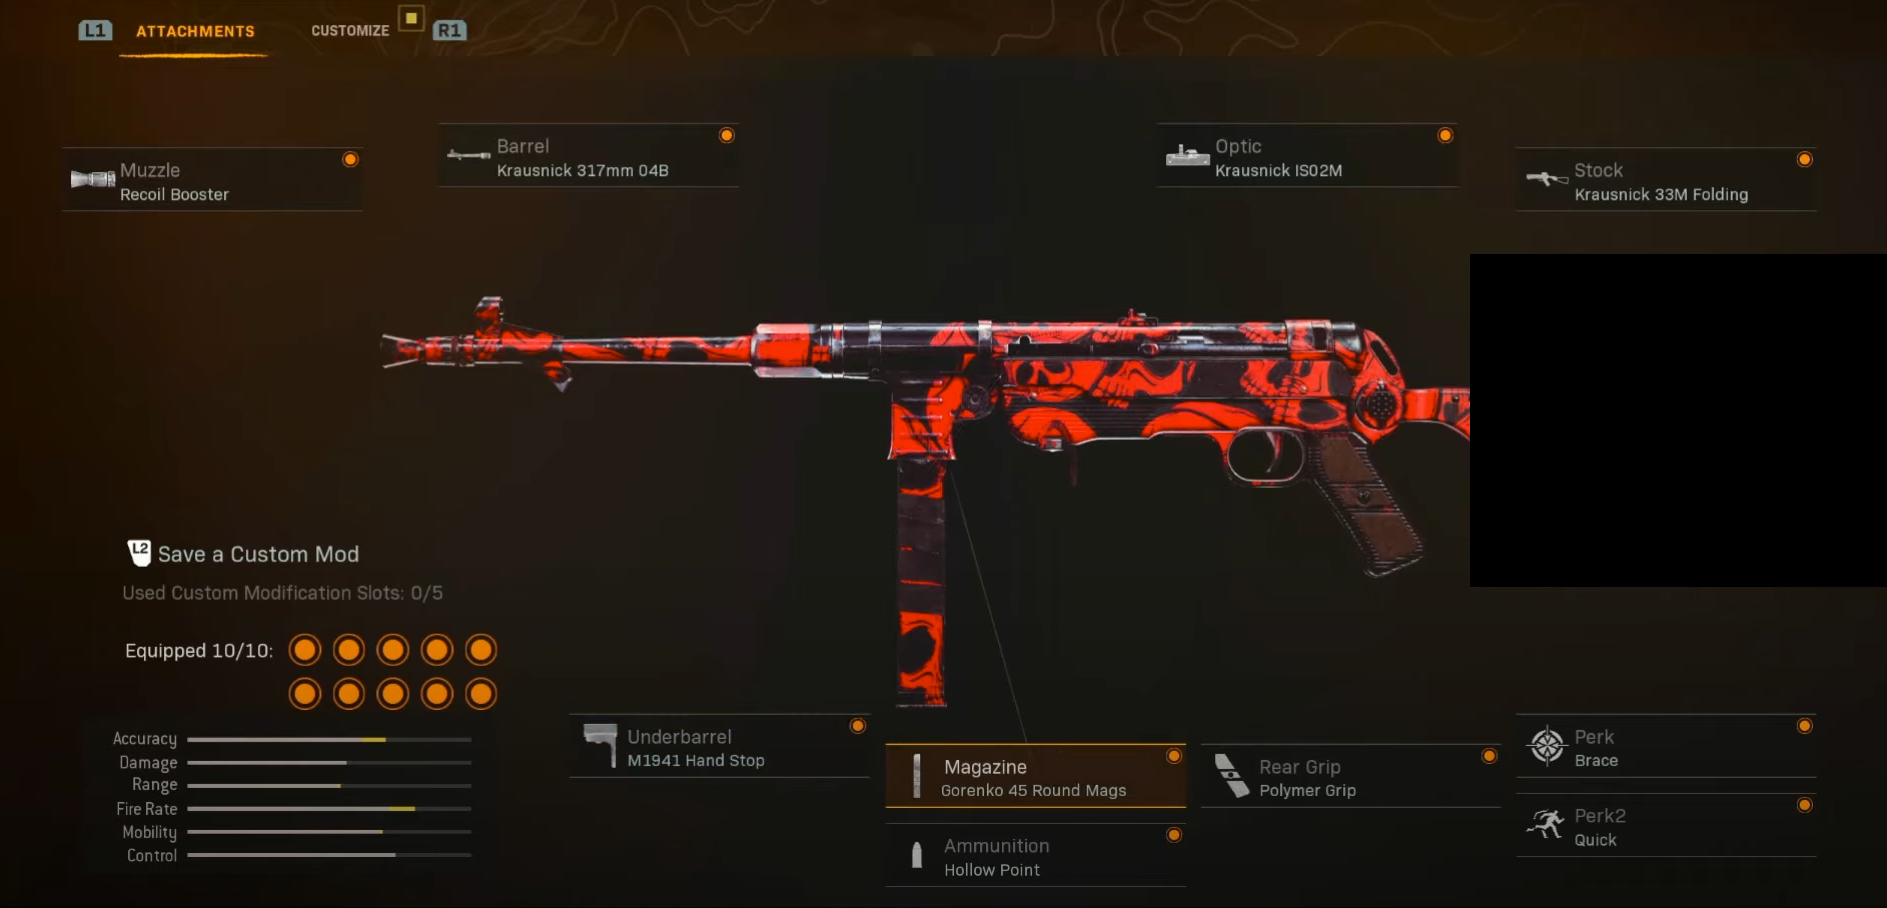 L1 ATTACHMENTS CUSTOMIZE R1
Muzzle
Recoil Booster
Barrel
Krausnick 317mm 04B
Optic
Krausnick IS02M
Stock
Krausnick 33M Folding
L2 Save a Custom Mod
Used Custom Modification Slots: 0/5
Equipped 10/10:
Accuracy
Damage
Range
Fire Rate
Mobility
Control
Underbarrel
M1941 Hand Stop
Magazine
Gorenko 45 Round Mags
Ammunition
Hollow Point
Rear Grip
Polymer Grip
Perk
Brace
Perk2
Quick